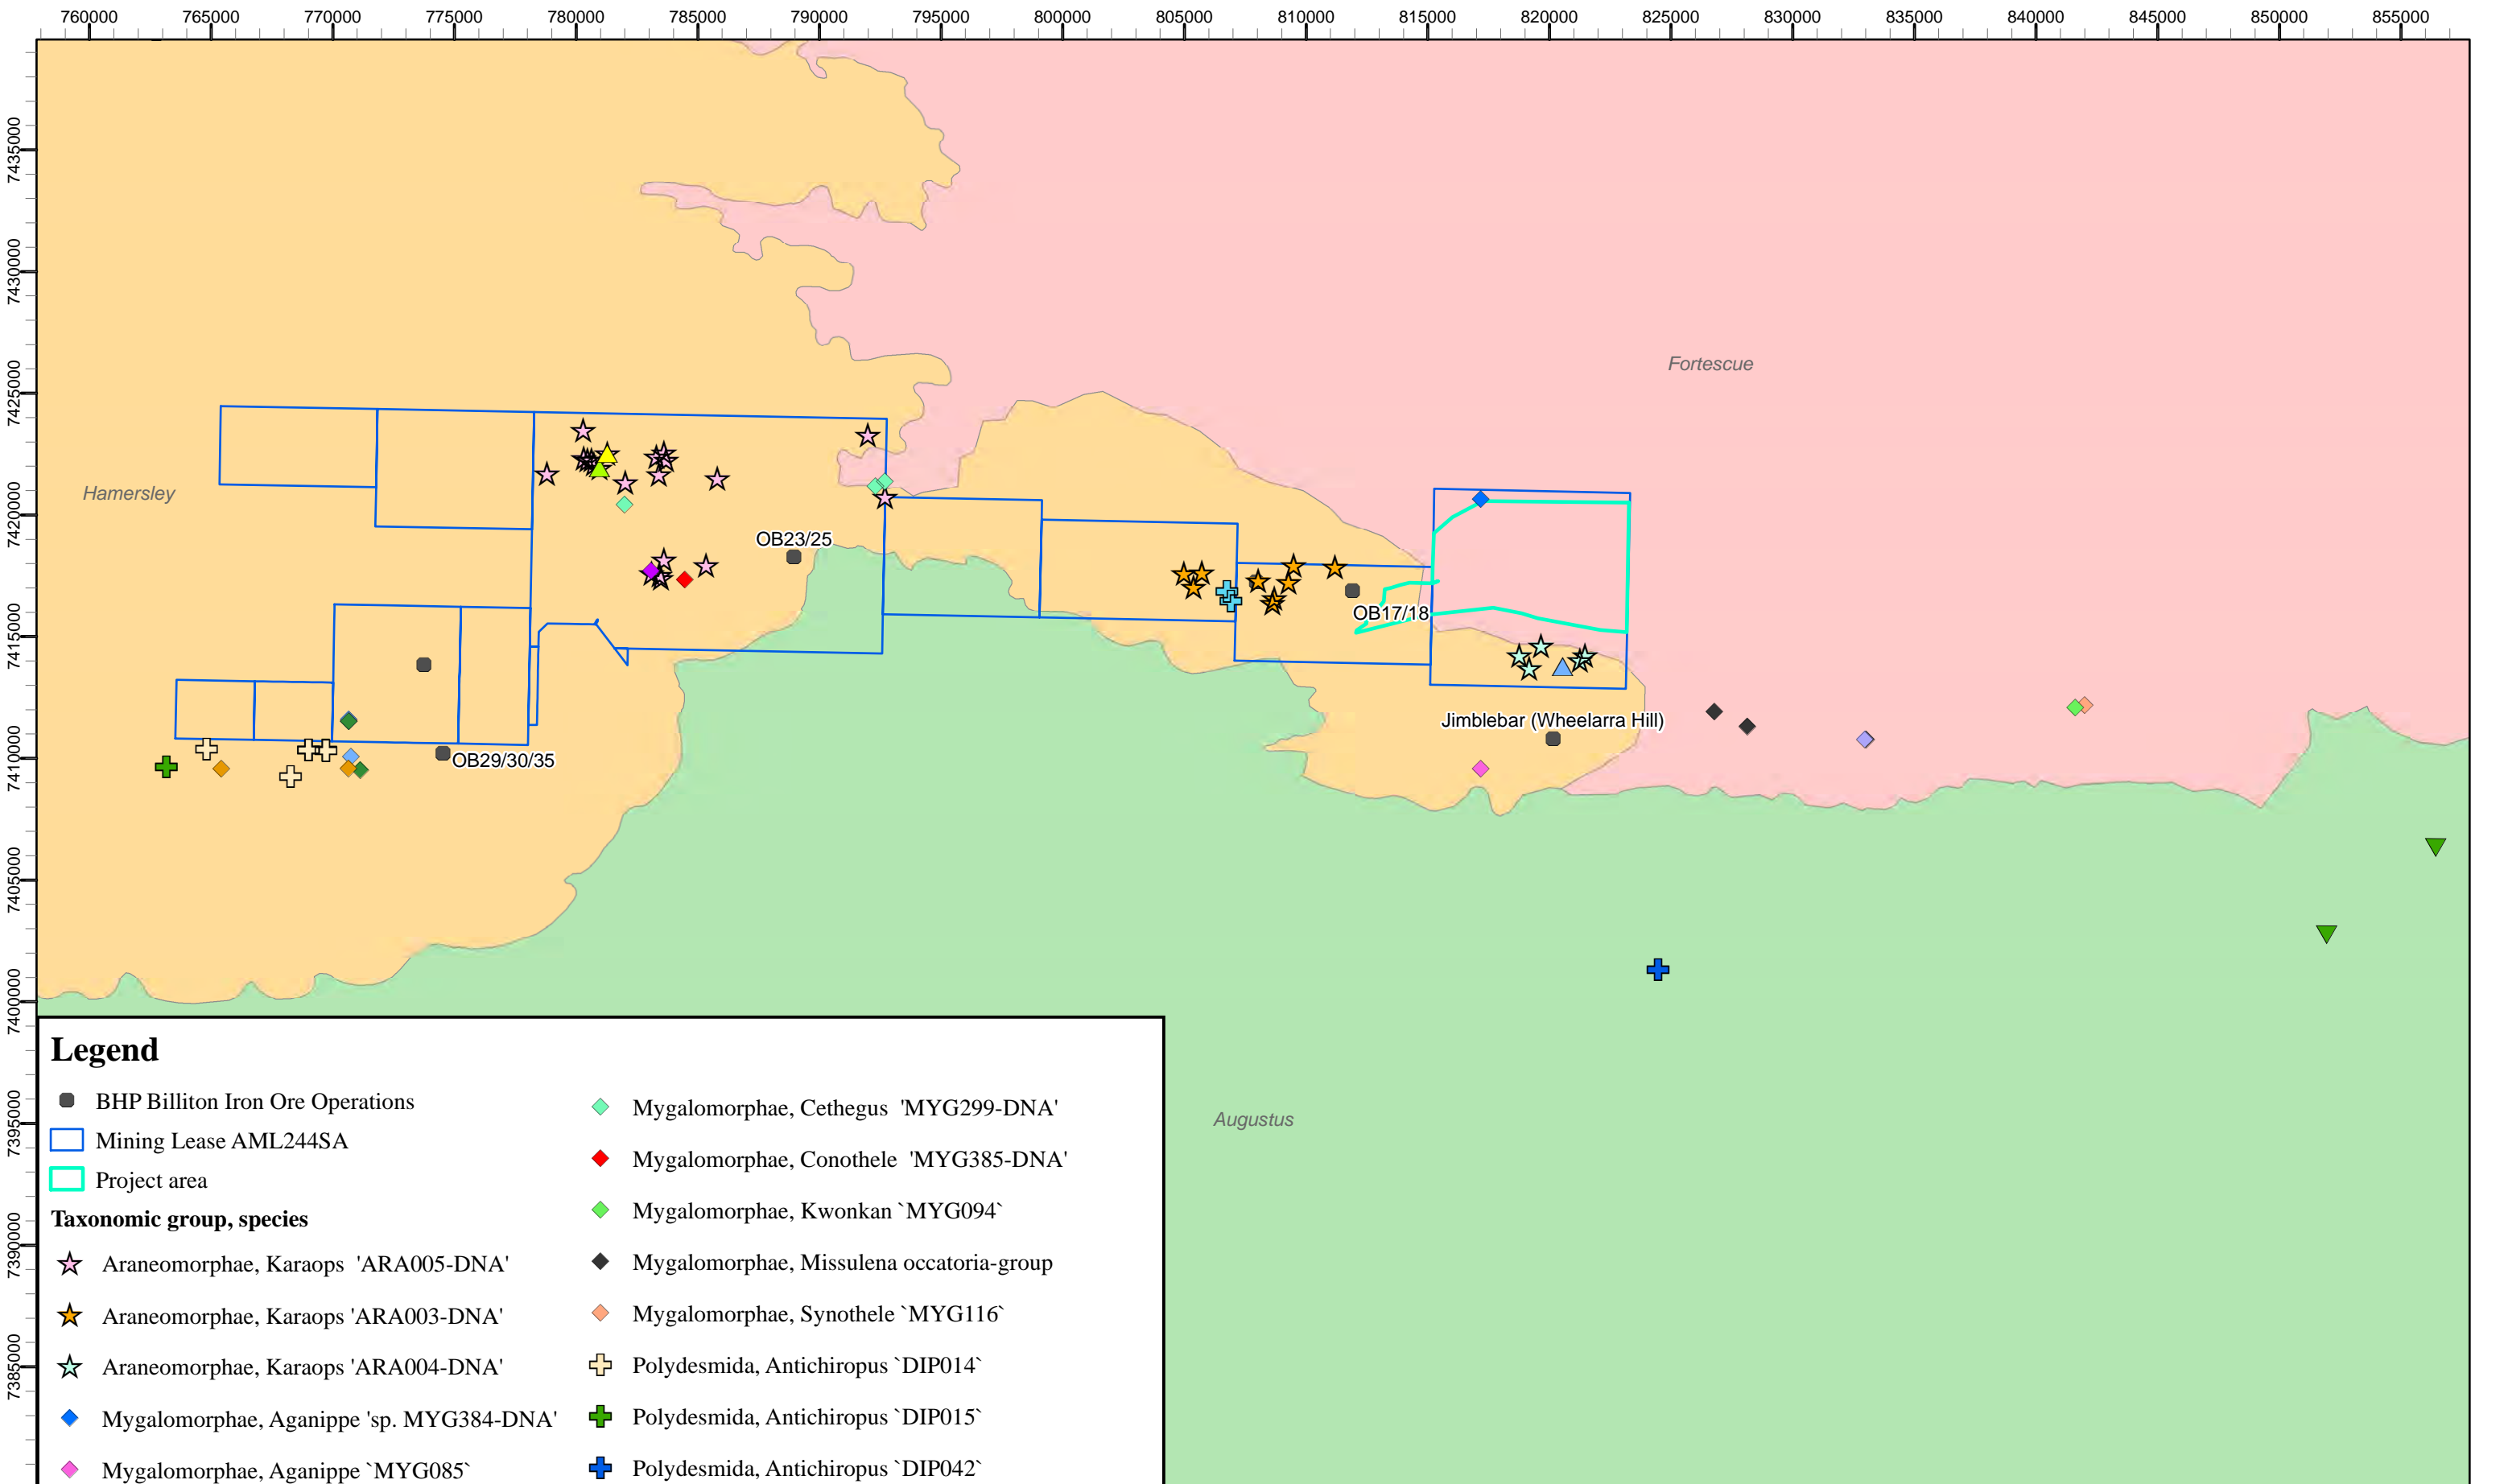 760000 765000 770000 775000 780000 785000 790000 795000 800000 805000 810000 815000 820000 825000 830000 835000 840000 845000 850000 855000
7435000
7430000
7425000
7420000
7415000
7410000
7405000
7400000
7395000
7390000
7385000
Fortescue
Hamersley
OB23/25
OB17/18
Jimblebar (Wheelarra Hill)
OB29/30/35
Augustus
Legend
BHP Billiton Iron Ore Operations
Mining Lease AML244SA
Project area
Taxonomic group, species
Araneomorphae, Karaops 'ARA005-DNA'
Araneomorphae, Karaops 'ARA003-DNA'
Araneomorphae, Karaops 'ARA004-DNA'
Mygalomorphae, Aganippe 'sp. MYG384-DNA'
Mygalomorphae, Aganippe `MYG085`
Mygalomorphae, Cethegus 'MYG299-DNA'
Mygalomorphae, Conothele 'MYG385-DNA'
Mygalomorphae, Kwonkan `MYG094`
Mygalomorphae, Missulena occatoria-group
Mygalomorphae, Synothele `MYG116`
Polydesmida, Antichiropus `DIP014`
Polydesmida, Antichiropus `DIP015`
Polydesmida, Antichiropus `DIP042`